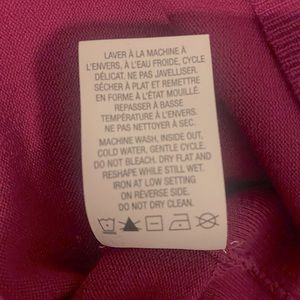 LAVER À LA MACHINE À
L'ENVERS, À L'EAU FROIDE, CYCLE
DÉLICAT. NE PAS JAVELLISER.
SÉCHER À PLAT ET REMETTRE
EN FORME À L'ÉTAT MOUILLÉ.
REPASSER À BASSE
TEMPÉRATURE À L'ENVERS.
NE PAS NETTOYER À SEC.
MACHINE WASH, INSIDE OUT,
COLD WATER, GENTLE CYCLE.
DO NOT BLEACH. DRY FLAT AND
RESHAPE WHILE STILL WET.
IRON AT LOW SETTING
ON REVERSE SIDE.
DO NOT DRY CLEAN.